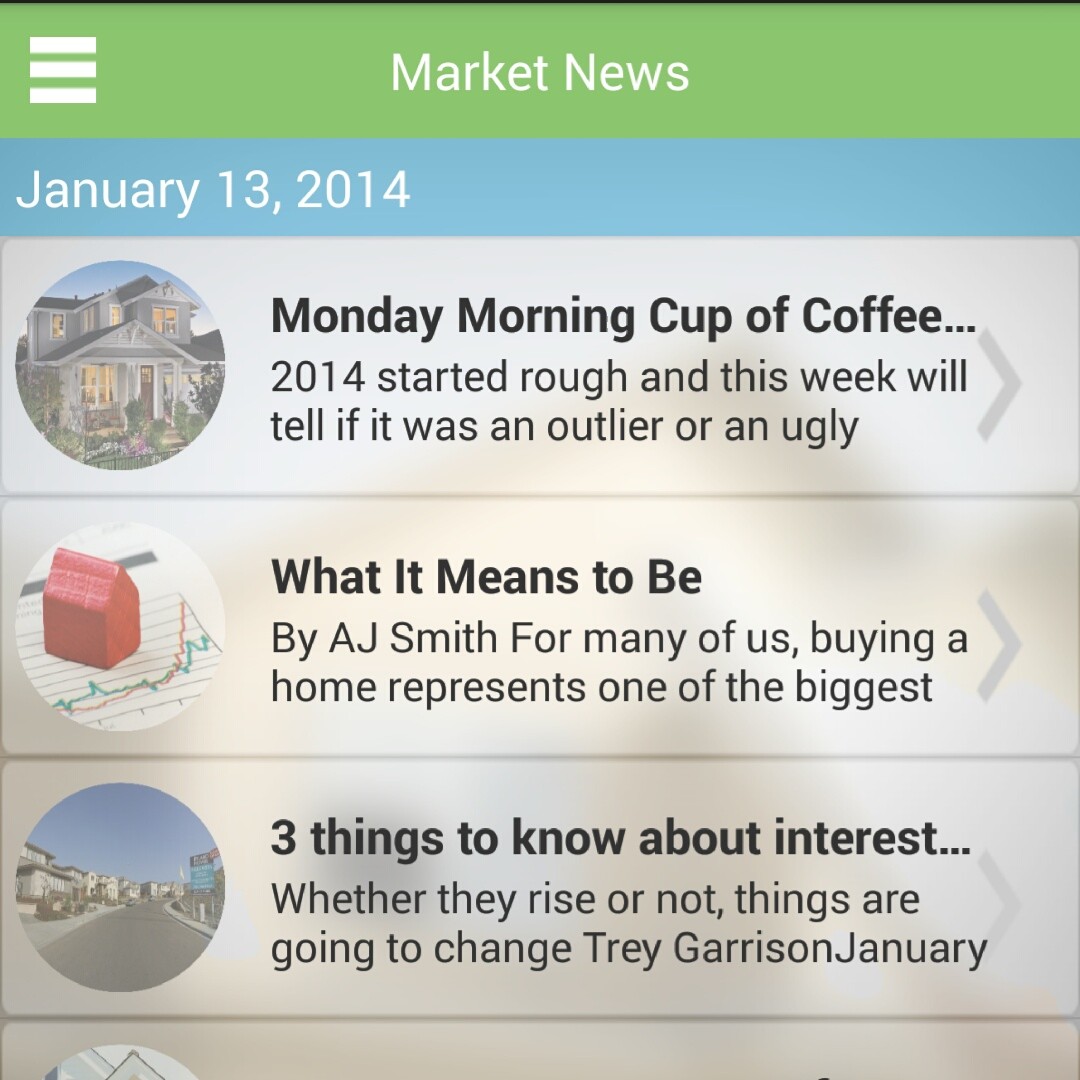 Market News
January 13, 2014
Monday Morning Cup of Coffee...
2014 started rough and this week will
tell if it was an outlier or an ugly
What It Means to Be
By AJ Smith For many of us, buying a
home represents one of the biggest
3 things to know about interest...
Whether they rise or not, things are
going to change Trey GarrisonJanuary